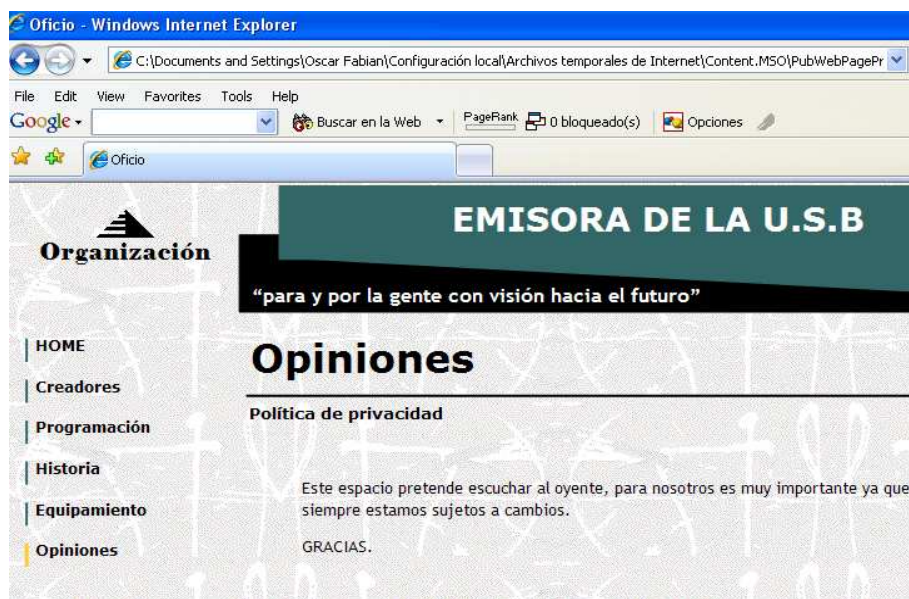 Oficio - Windows Internet Explorer
C:\Documents and Settings\Oscar Fabian\Configuración local\Archivos temporales de Internet\Content.MSO\PubWebPagePr
File Edit View Favorites Tools Help
Google Buscar en la Web PageRank 0 bloqueado(s) Opciones
Oficio
EMISORA DE LA U.S.B
Organización
“para y por la gente con visión hacia el futuro”
HOME
Creadores
Programación
Historia
Equipamiento
Opiniones
Opiniones
Política de privacidad
Este espacio pretende escuchar al oyente, para nosotros es muy importante ya que
siempre estamos sujetos a cambios.
GRACIAS.